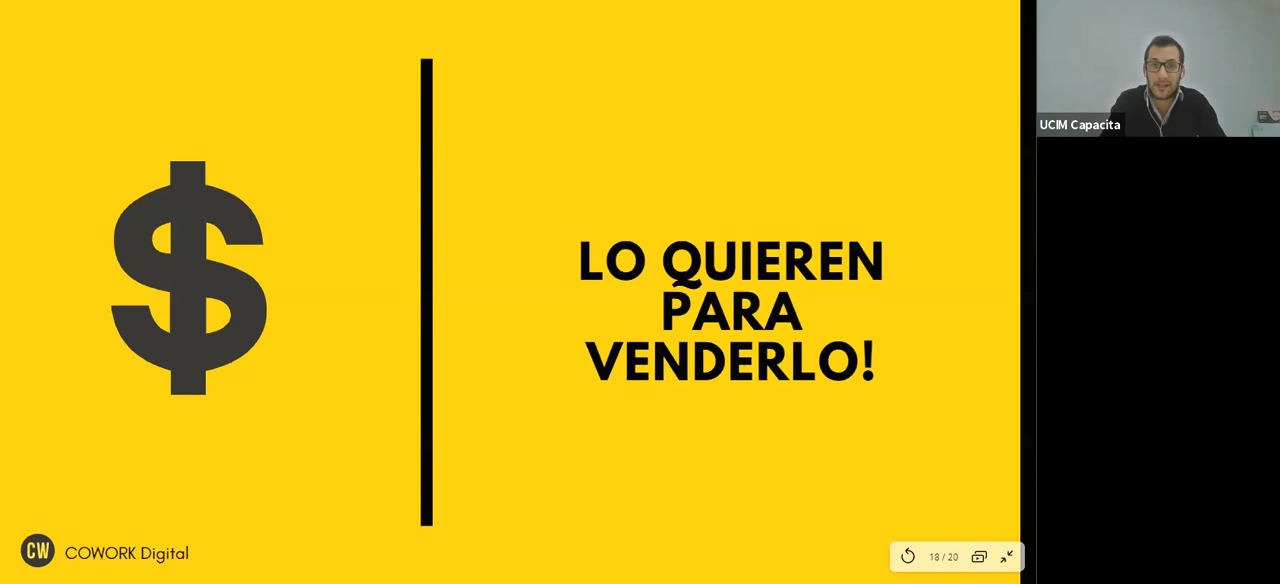 $
LO QUIEREN
PARA
VENDERLO!
CW
COWORK Digital
18 / 20
UCIM Capacita